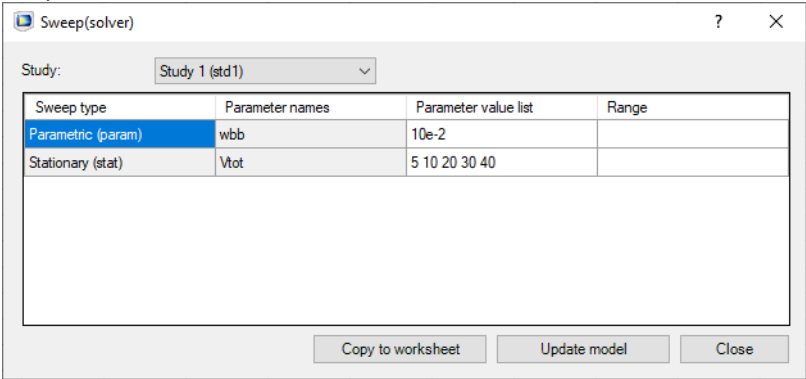 Sweep(solver)
?
Study: Study 1 (std1)
Sweep type Parameter names Parameter value list Range
Parametric (param) wbb 10e-2
Stationary (stat) Vtot 5 10 20 30 40
Copy to worksheet Update model Close